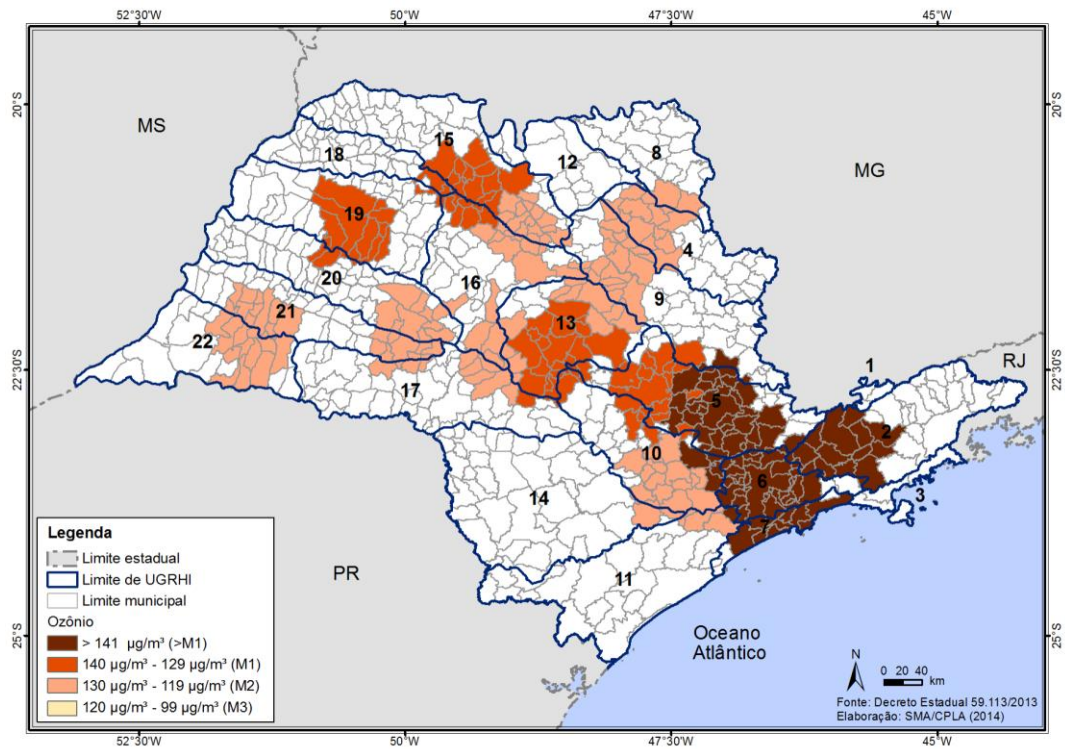 52°30'W 50°W 47°30'W 45°W
20°S 20°S
MS
15
18
12
8
MG
19
4
20
16
9
21
13
22
22°30'S 22°30'S
17
1
RJ
5
2
10
6
3
14
7
11
PR
Oceano
Atlântico
25°S 25°S
Legenda
Limite estadual
Limite de UGRHI
Limite municipal
Ozônio
> 141 µg/m³ (>M1)
140 µg/m³ - 129 µg/m³ (M1)
130 µg/m³ - 119 µg/m³ (M2)
120 µg/m³ - 99 µg/m³ (M3)
N
0 20 40
km
Fonte: Decreto Estadual 59.113/2013
Elaboração: SMA/CPLA (2014)
52°30'W 50°W 47°30'W 45°W